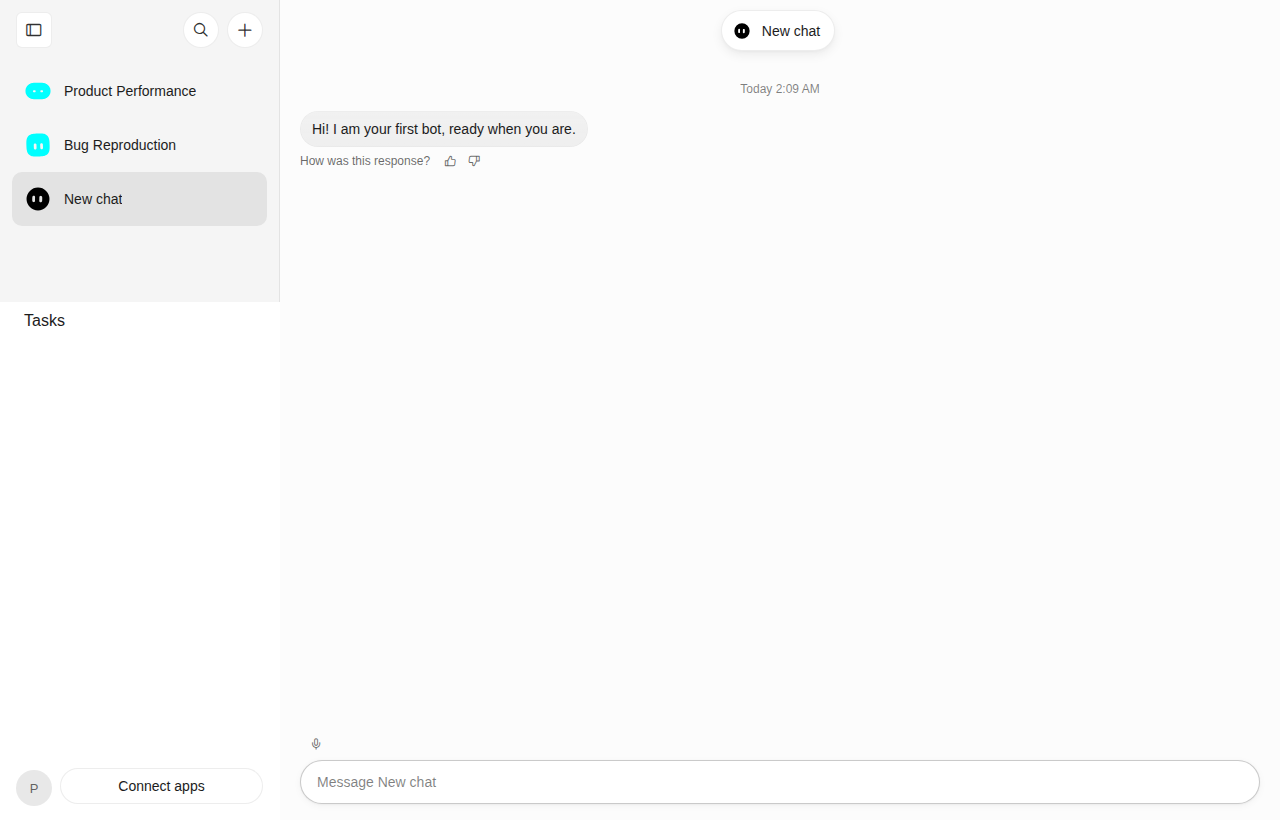 Product Performance
Bug Reproduction
New chat
Tasks
P
Connect apps
New chat
Today 2:09 AM
Hi! I am your first bot, ready when you are.
How was this response?
Message New chat